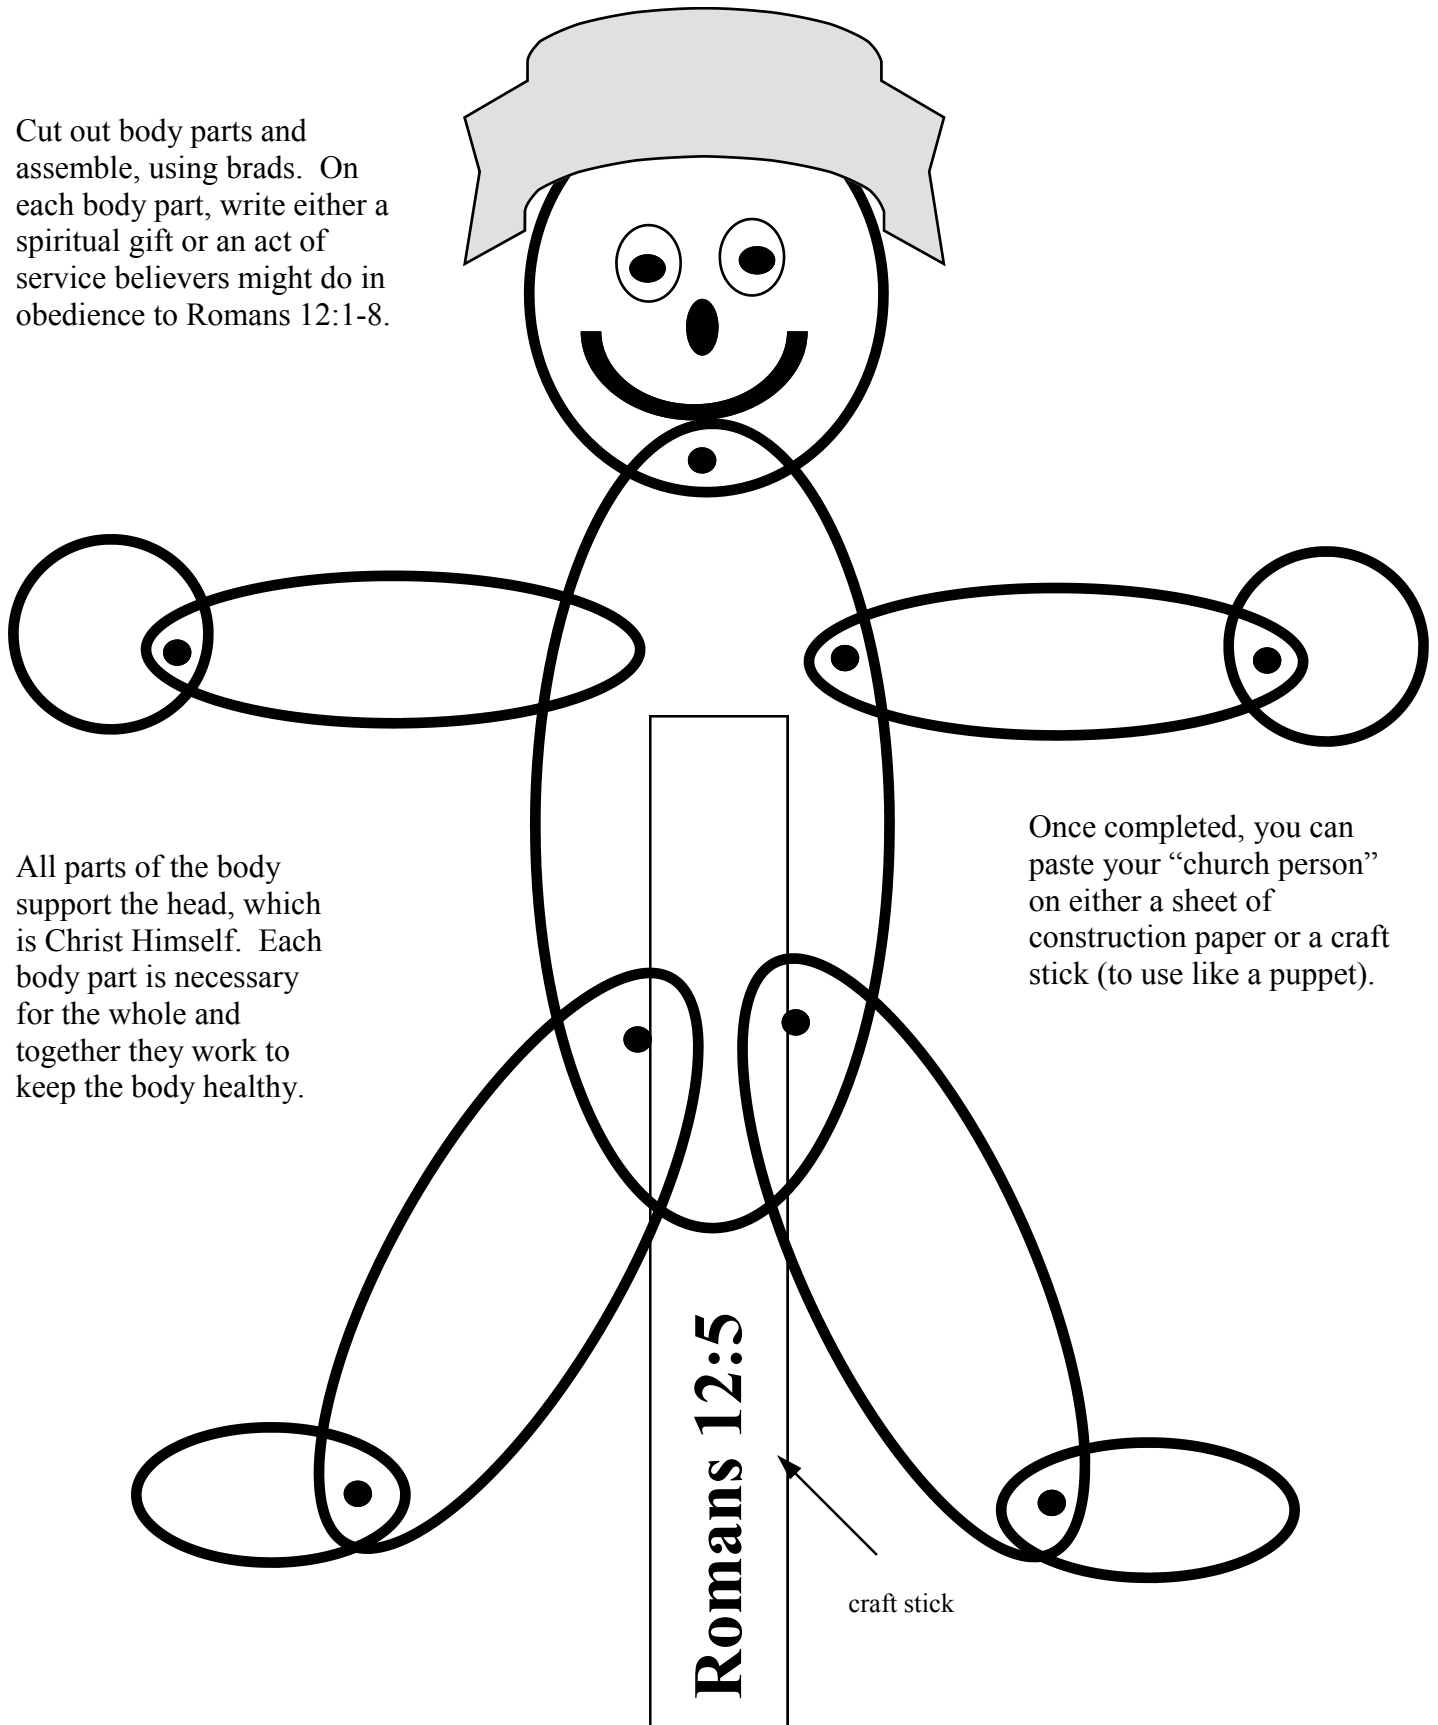 Cut out body parts and
assemble, using brads.  On
each body part, write either a
spiritual gift or an act of
service believers might do in
obedience to Romans 12:1-8.
All parts of the body
support the head, which
is Christ Himself.  Each
body part is necessary
for the whole and
together they work to
keep the body healthy.
Once completed, you can
paste your “church person”
on either a sheet of
construction paper or a craft
stick (to use like a puppet).
Romans 12:5
craft stick